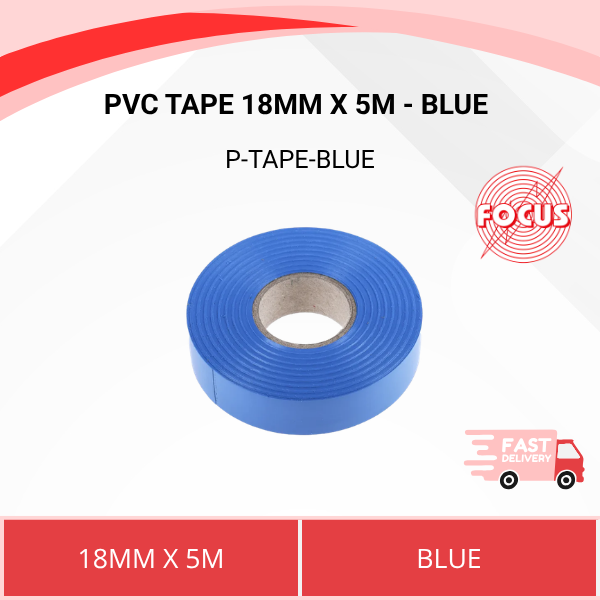 PVC TAPE 18MM X 5M - BLUE
P-TAPE-BLUE
FOCUS
FAST
DELIVERY
18MM X 5M
BLUE